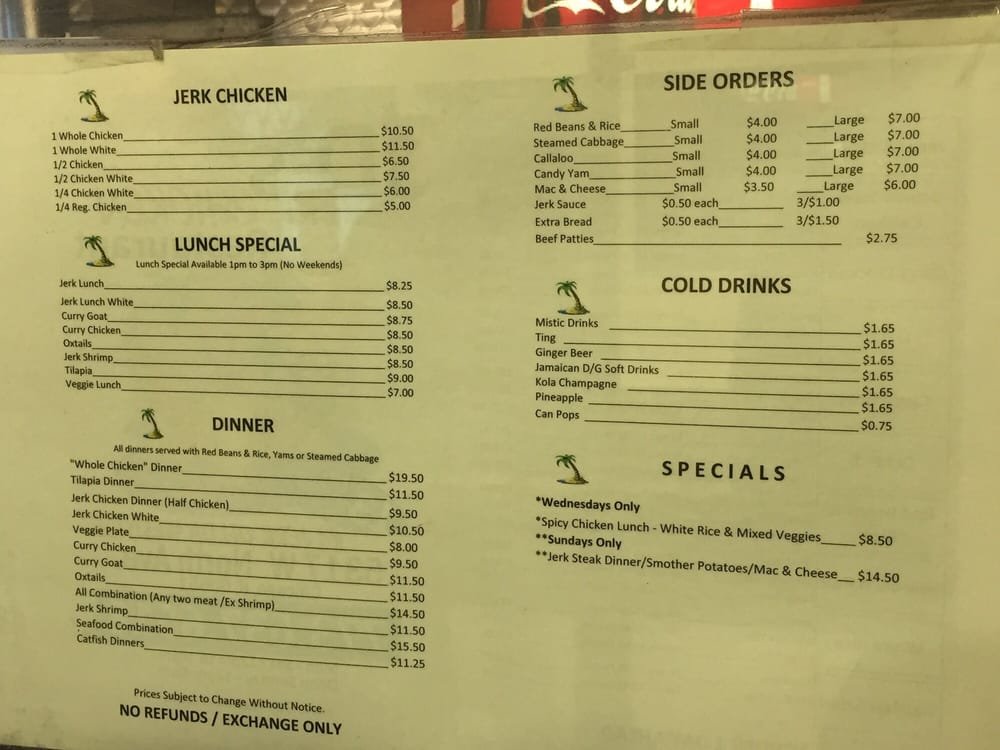 Cola
JERK CHICKEN
1 Whole Chicken $10.50
1 Whole White $11.50
1/2 Chicken $6.50
1/2 Chicken White $7.50
1/4 Chicken White $6.00
1/4 Reg. Chicken $5.00
LUNCH SPECIAL
Lunch Special Available 1pm to 3pm (No Weekends)
Jerk Lunch $8.25
Jerk Lunch White $8.50
Curry Goat $8.75
Curry Chicken $8.50
Oxtails $8.50
Jerk Shrimp $8.50
Tilapia $9.00
Veggie Lunch $7.00
DINNER
All dinners served with Red Beans & Rice, Yams or Steamed Cabbage
"Whole Chicken" Dinner $19.50
Tilapia Dinner $11.50
Jerk Chicken Dinner (Half Chicken) $9.50
Jerk Chicken White $10.50
Veggie Plate $8.00
Curry Chicken $9.50
Curry Goat $11.50
Oxtails $11.50
All Combination (Any two meat /Ex Shrimp) $14.50
Jerk Shrimp $11.50
Seafood Combination $15.50
Catfish Dinners $11.25
Prices Subject to Change Without Notice.
NO REFUNDS / EXCHANGE ONLY
SIDE ORDERS
Red Beans & Rice Small $4.00 Large $7.00
Steamed Cabbage Small $4.00 Large $7.00
Callaloo Small $4.00 Large $7.00
Candy Yam Small $4.00 Large $7.00
Mac & Cheese Small $3.50 Large $6.00
Jerk Sauce $0.50 each 3/$1.00
Extra Bread $0.50 each 3/$1.50
Beef Patties $2.75
COLD DRINKS
Mistic Drinks $1.65
Ting $1.65
Ginger Beer $1.65
Jamaican D/G Soft Drinks $1.65
Kola Champagne $1.65
Pineapple $1.65
Can Pops $0.75
SPECIALS
*Wednesdays Only
*Spicy Chicken Lunch - White Rice & Mixed Veggies $8.50
**Sundays Only
**Jerk Steak Dinner/Smother Potatoes/Mac & Cheese $14.50